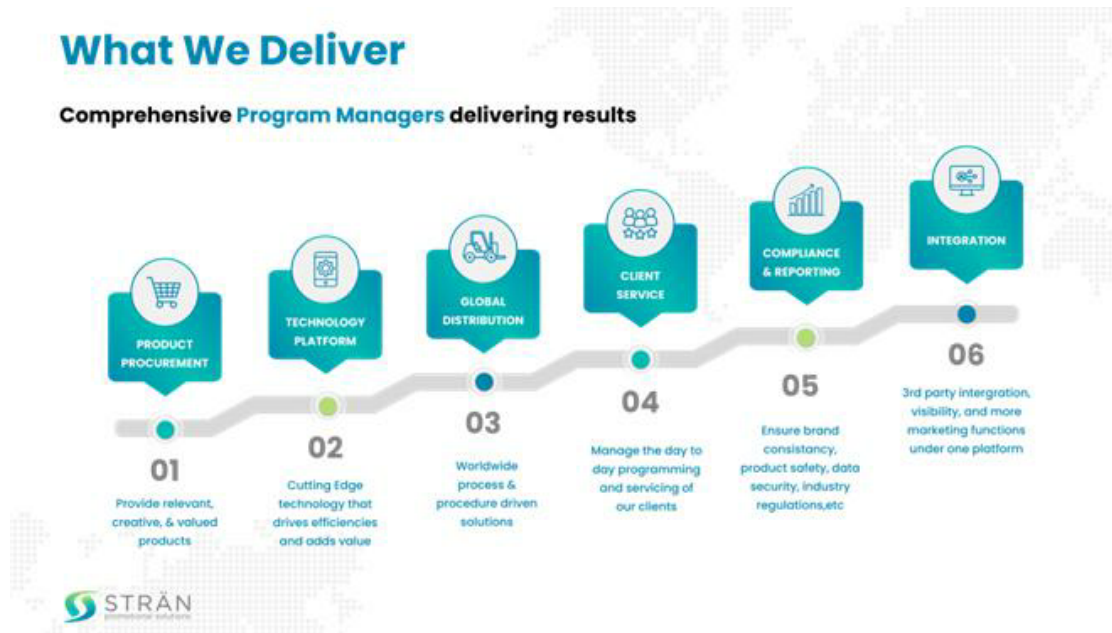 What We Deliver
Comprehensive Program Managers delivering results
PRODUCT
PROCUREMENT
01
Provide relevant,
creative, & valued
products
TECHNOLOGY
PLATFORM
02
Cutting Edge
technology that
drives efficiencies
and adds value
GLOBAL
DISTRIBUTION
03
Worldwide
process &
procedure driven
solutions
CLIENT
SERVICE
04
Manage the day to
day programming
and servicing of
our clients
COMPLIANCE
& REPORTING
05
Ensure brand
consistancy,
product safety, data
security, industry
regulations,etc
INTEGRATION
06
3rd party intergration,
visibility, and more
marketing functions
under one platform
STRÄN
promotional solutions